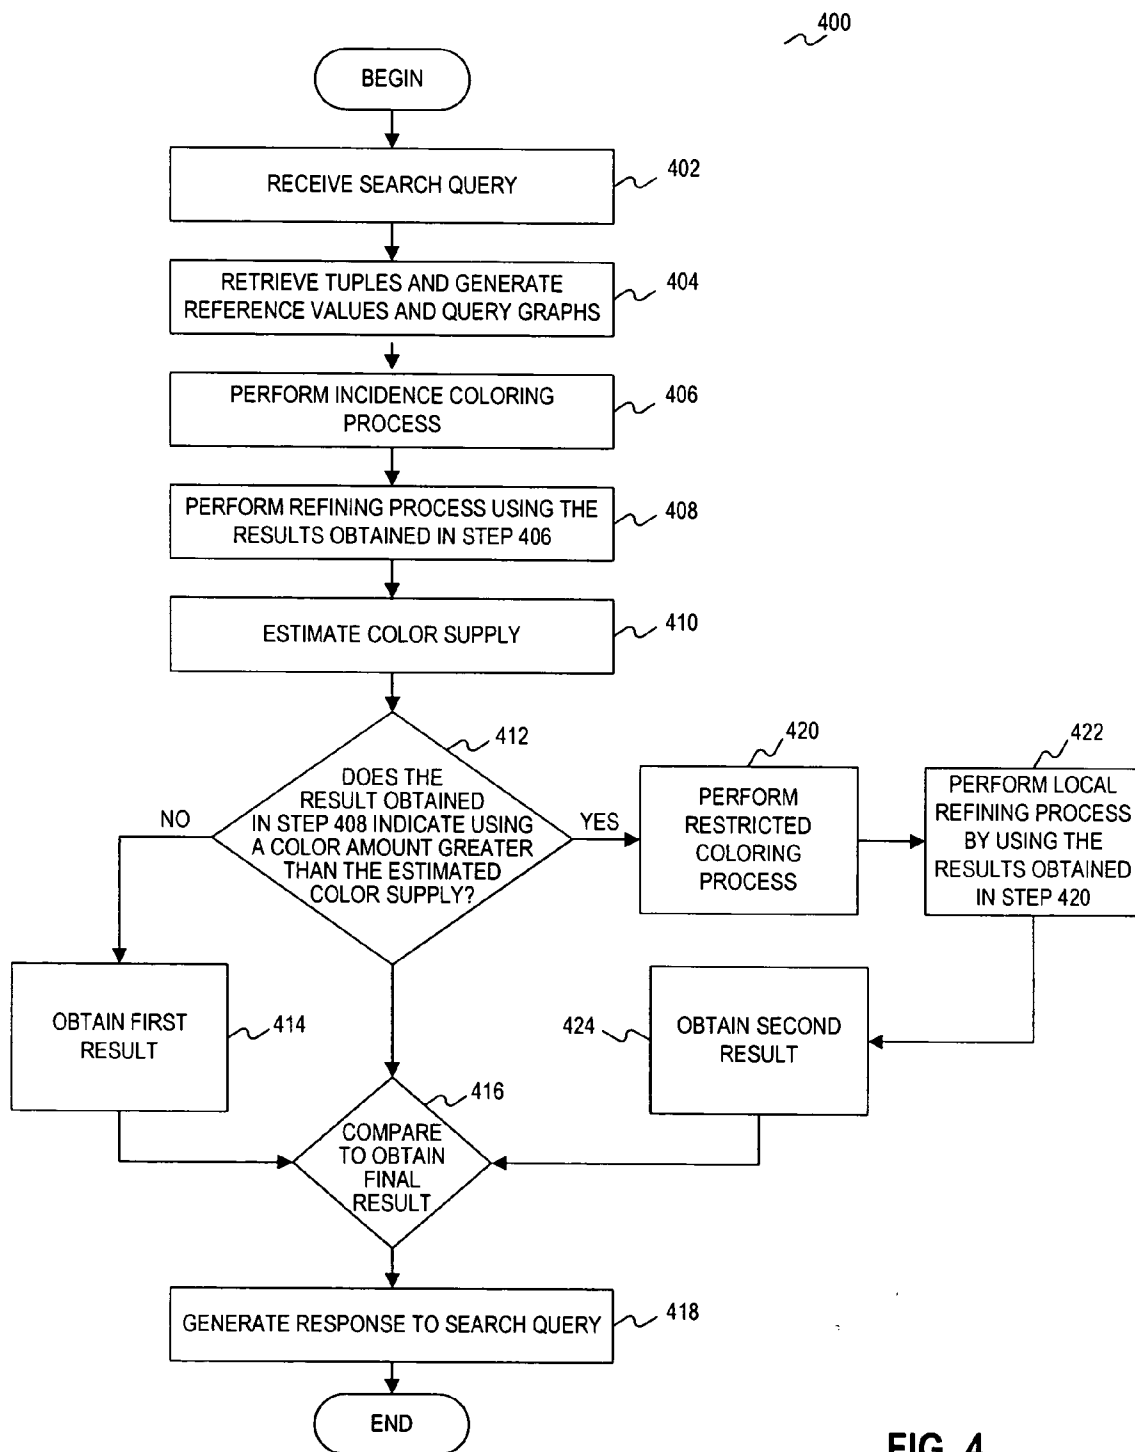 400
BEGIN
RECEIVE SEARCH QUERY
402
RETRIEVE TUPLES AND GENERATE
REFERENCE VALUES AND QUERY GRAPHS
404
PERFORM INCIDENCE COLORING
PROCESS
406
PERFORM REFINING PROCESS USING THE
RESULTS OBTAINED IN STEP 406
408
ESTIMATE COLOR SUPPLY
410
412
DOES THE
RESULT OBTAINED
IN STEP 408 INDICATE USING
A COLOR AMOUNT GREATER
THAN THE ESTIMATED
COLOR SUPPLY?
NO
YES
420
PERFORM
RESTRICTED
COLORING
PROCESS
422
PERFORM LOCAL
REFINING PROCESS
BY USING THE
RESULTS OBTAINED
IN STEP 420
OBTAIN FIRST
RESULT
414
424
OBTAIN SECOND
RESULT
416
COMPARE
TO OBTAIN
FINAL
RESULT
GENERATE RESPONSE TO SEARCH QUERY
418
END
FIG. 4